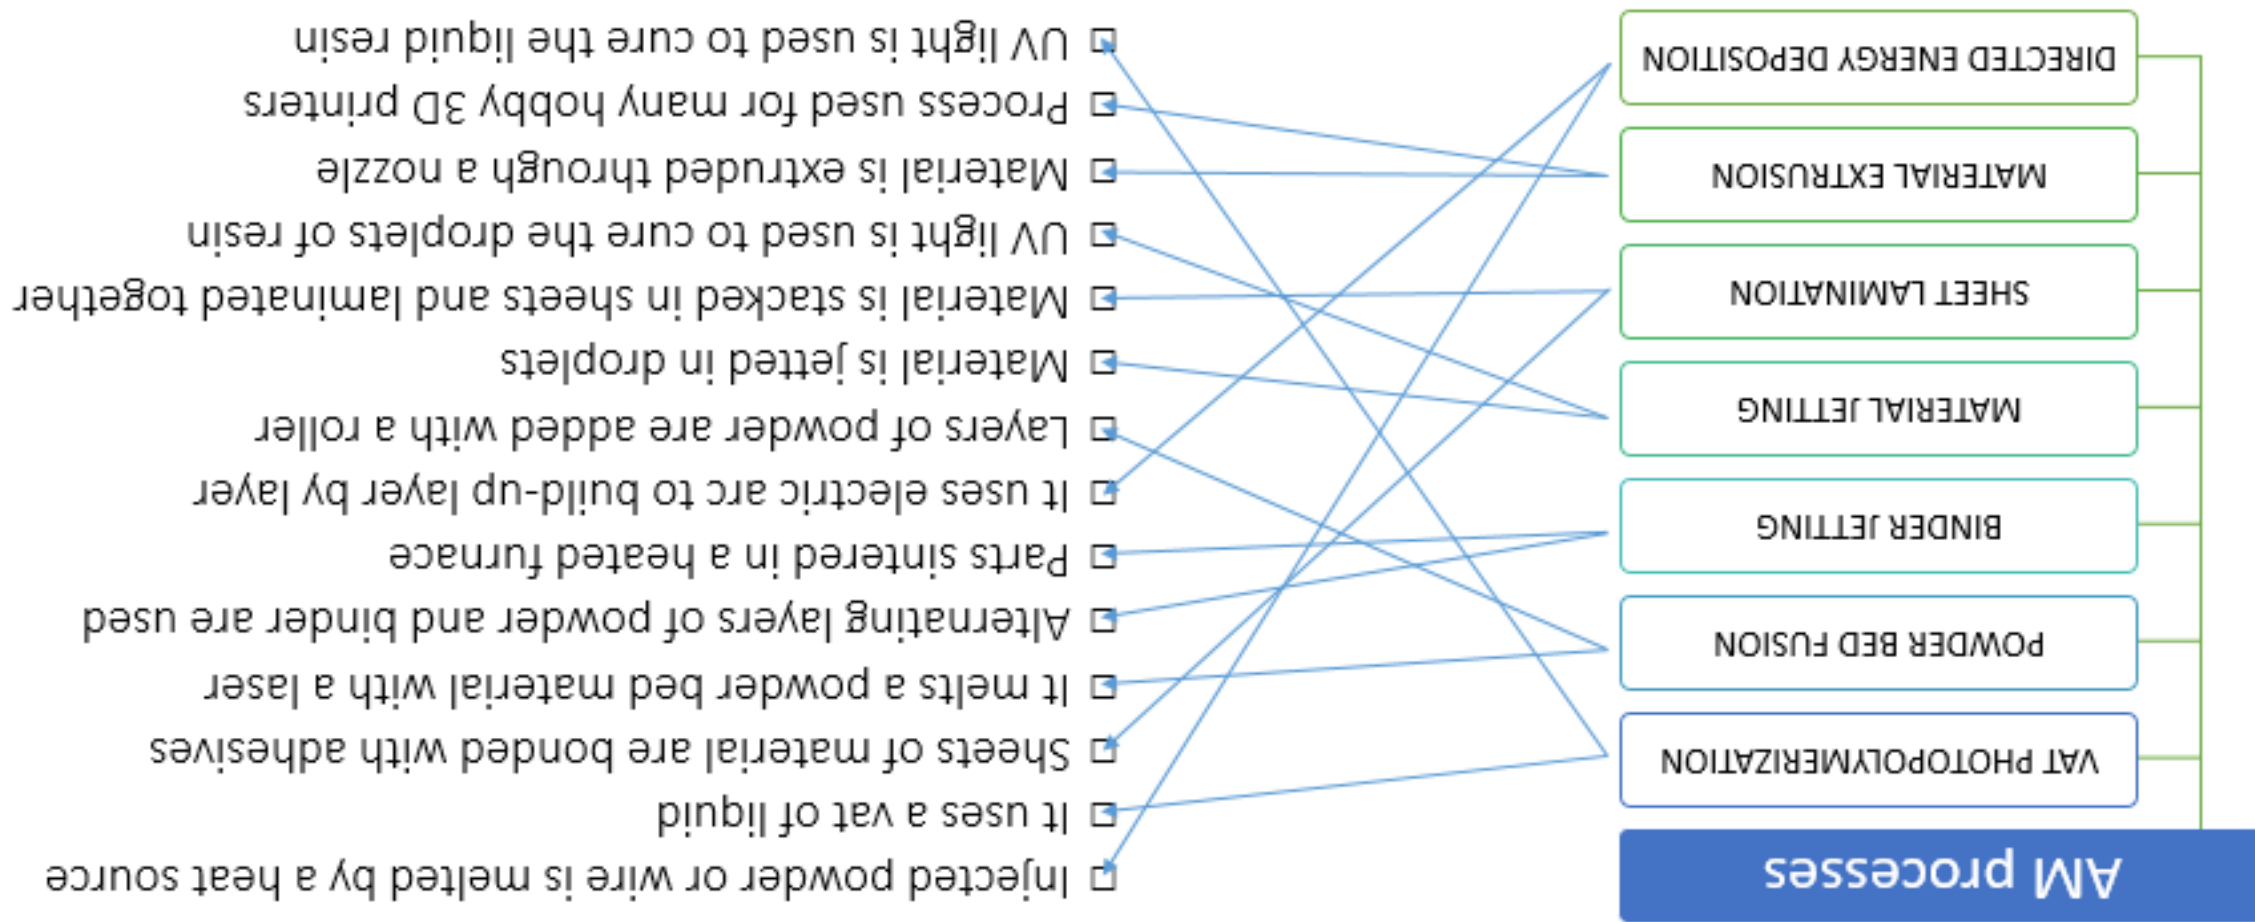 AM processes
VAT PHOTOPOLYMERIZATION
POWDER BED FUSION
BINDER JETTING
MATERIAL JETTING
SHEET LAMINATION
MATERIAL EXTRUSION
DIRECTED ENERGY DEPOSITION
Injected powder or wire is melted by a heat source
It uses a vat of liquid
Sheets of material are bonded with adhesives
It melts a powder bed material with a laser
Alternating layers of powder and binder are used
Parts sintered in a heated furnace
It uses electric arc to build-up layer by layer
Layers of powder are added with a roller
Material is jetted in droplets
Material is stacked in sheets and laminated together
UV light is used to cure the droplets of resin
Material is extruded through a nozzle
Process used for many hobby 3D printers
UV light is used to cure the liquid resin